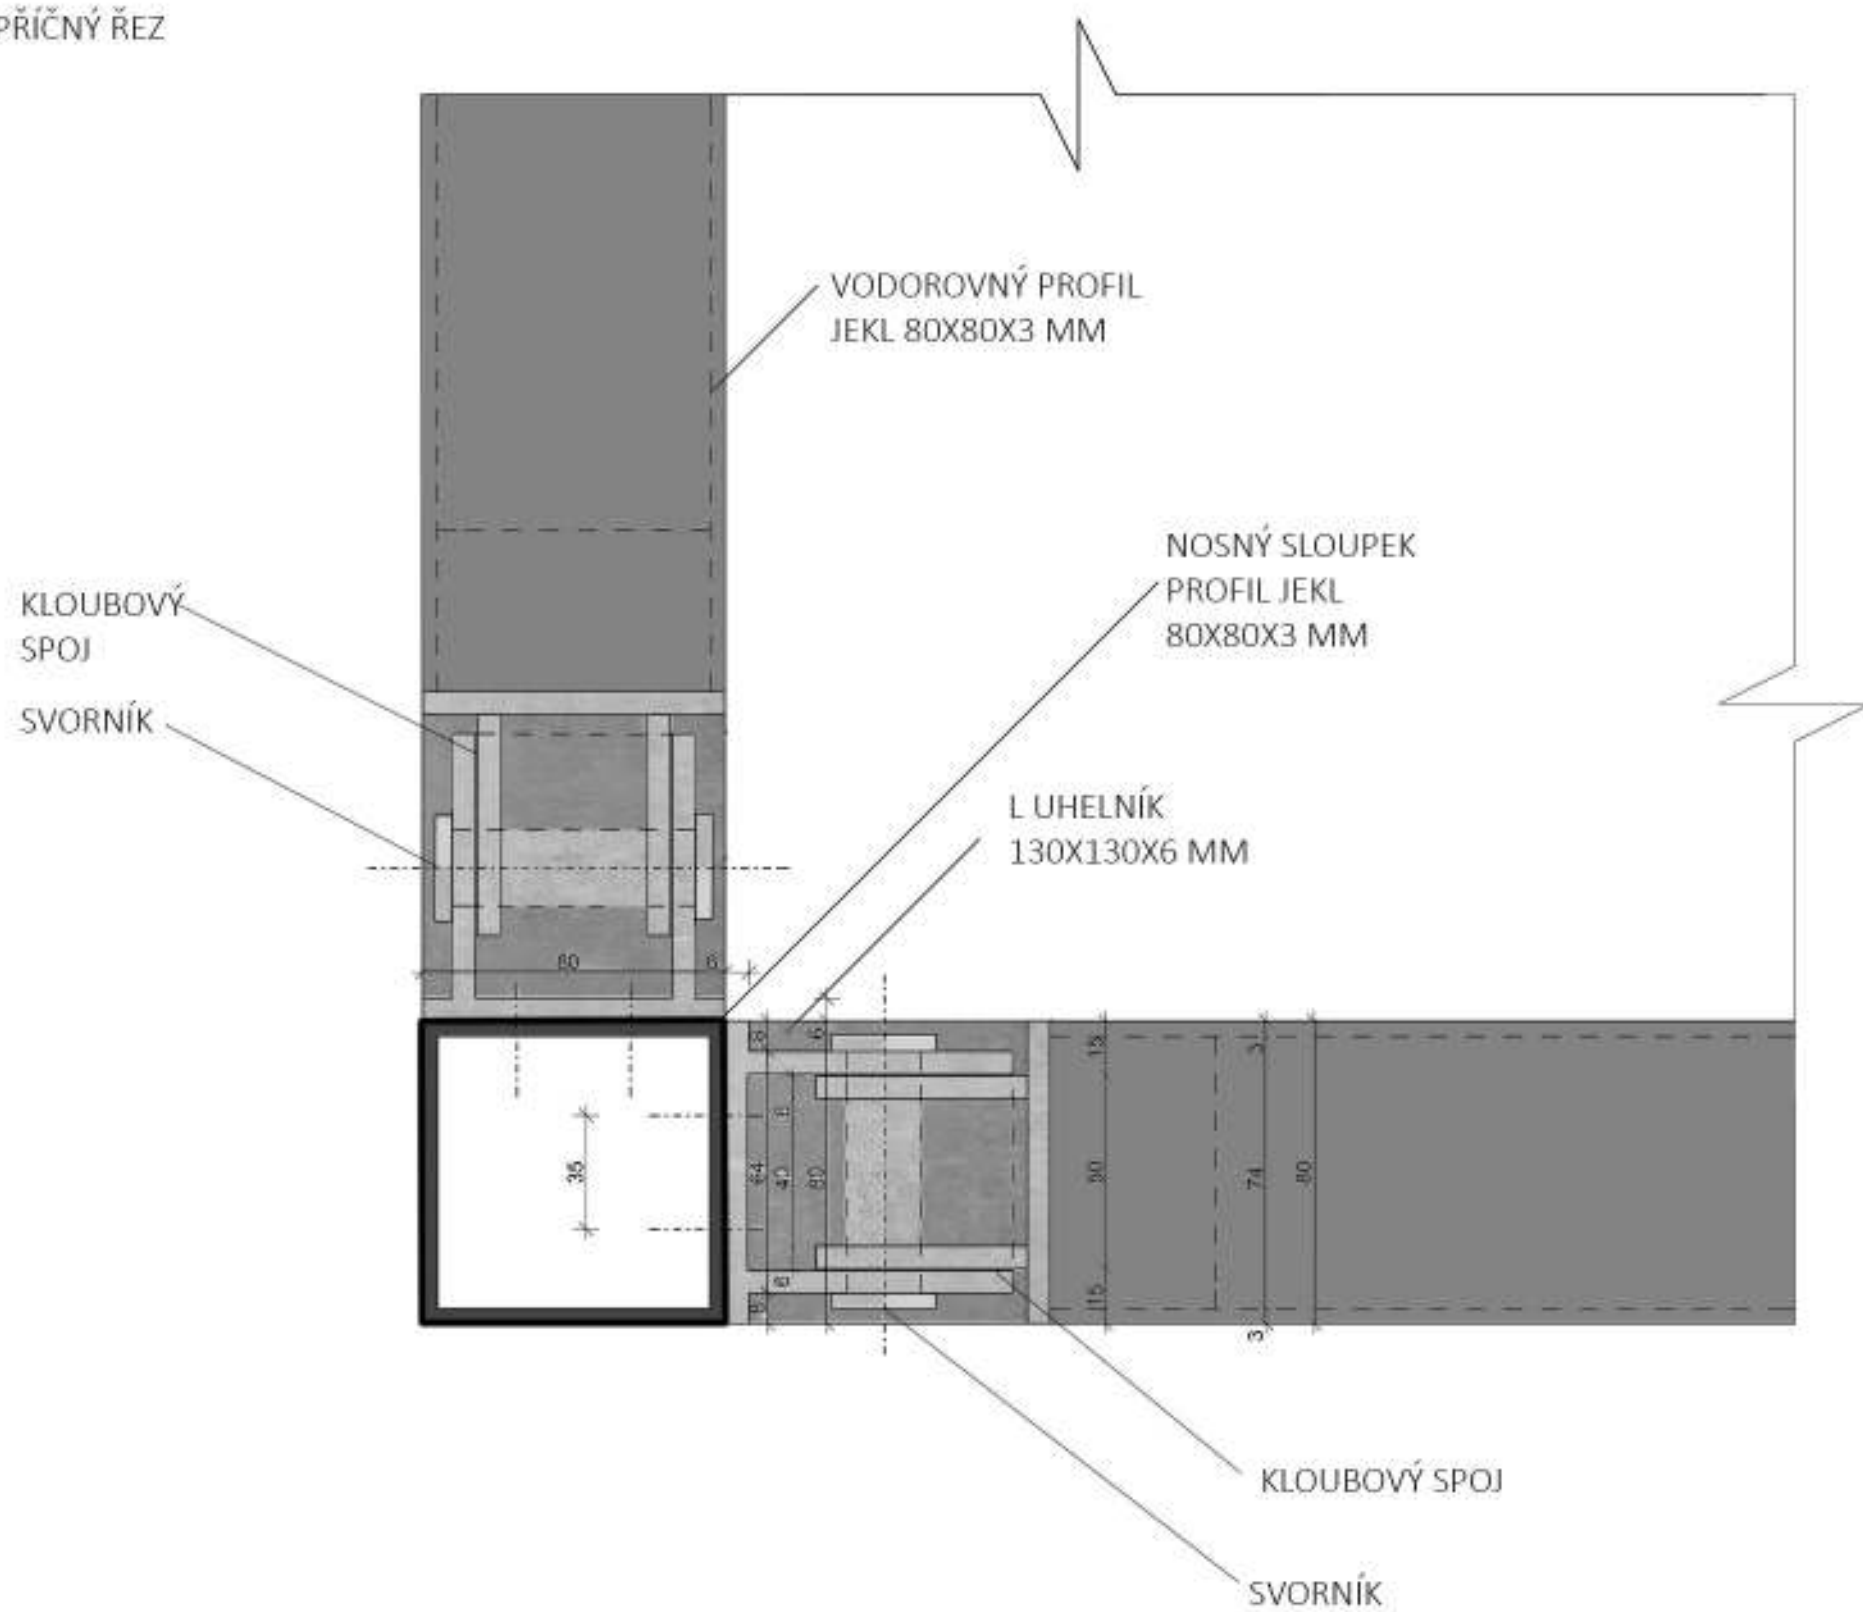 PŘÍČNÝ ŘEZ
VODOROVNÝ PROFIL
JEKL 80X80X3 MM
NOSNÝ SLOUPEK
PROFIL JEKL
80X80X3 MM
KLOUBOVÝ
SPOJ
SVORNÍK
L UHELNÍK
130X130X6 MM
80
6
8
6
15
3
6
35
64
40
80
90
74
80
6
8
15
3
KLOUBOVÝ SPOJ
SVORNÍK